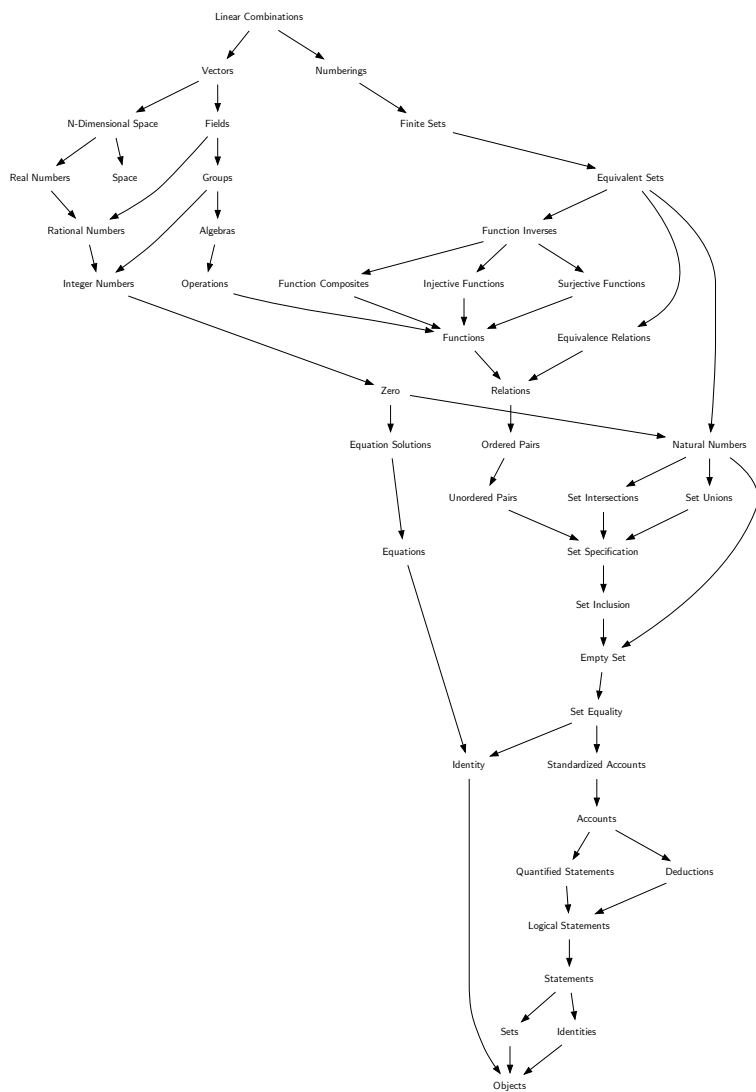 Linear Combinations
Vectors
Numberings
N-Dimensional Space
Fields
Finite Sets
Real Numbers
Space
Groups
Equivalent Sets
Rational Numbers
Algebras
Function Inverses
Integer Numbers
Operations
Function Composites
Injective Functions
Surjective Functions
Functions
Equivalence Relations
Zero
Relations
Equation Solutions
Ordered Pairs
Natural Numbers
Unordered Pairs
Set Intersections
Set Unions
Equations
Set Specification
Set Inclusion
Empty Set
Set Equality
Identity
Standardized Accounts
Accounts
Quantified Statements
Deductions
Logical Statements
Statements
Sets
Identities
Objects